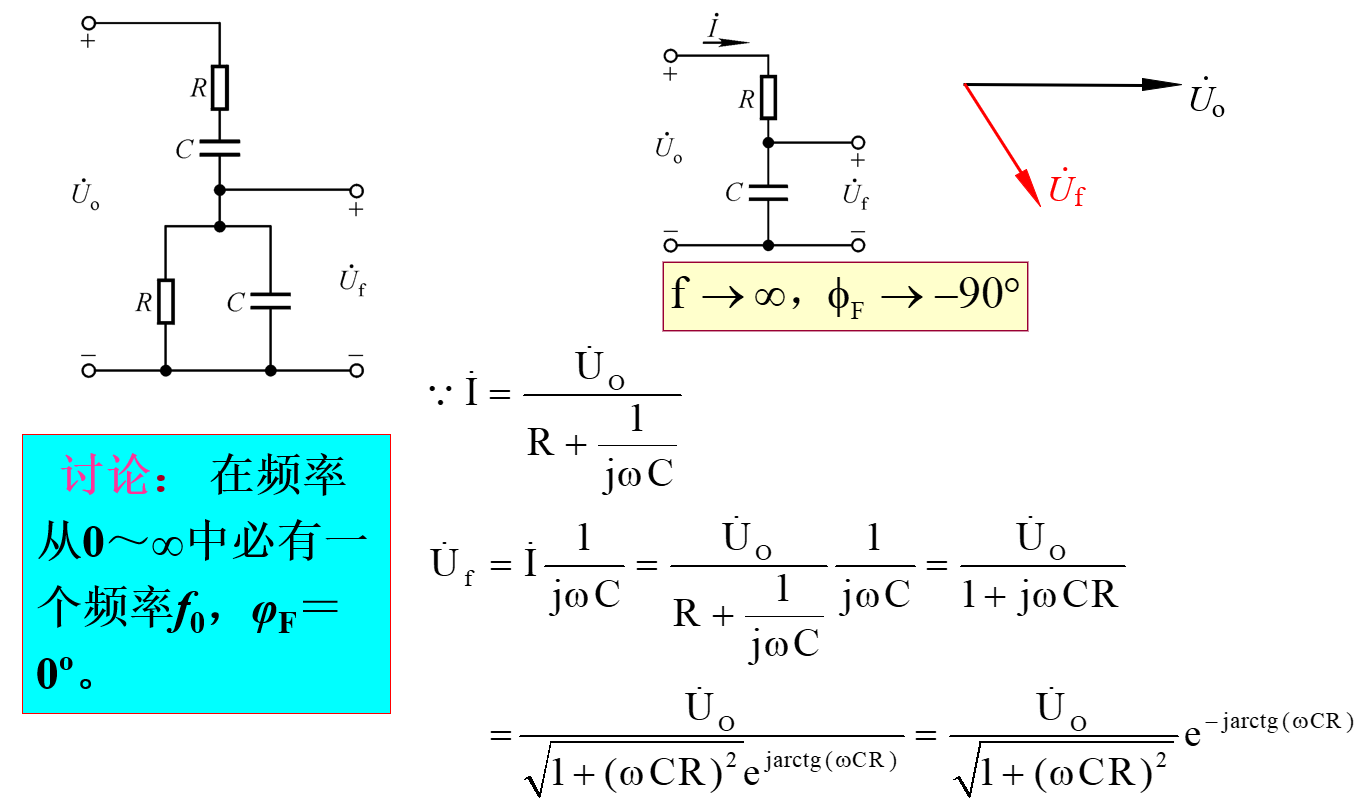 +
R
C
U̇o
+
R
C
U̇f
−
−
İ
+
R
U̇o
+
C
U̇f
−
−
U̇o
U̇f
f → ∞，ϕF → −90°
∵ İ = U̇O / (R + 1/(jωC))
U̇f = İ 1/(jωC) = U̇O / (R + 1/(jωC)) 1/(jωC) = U̇O / (1 + jωCR)
= U̇O / (√(1 + (ωCR)²) e^{jarctg(ωCR)}) = U̇O / √(1 + (ωCR)²) e^{−jarctg(ωCR)}
讨论： 在频率
从0～∞中必有一
个频率f0，φF＝
0º。